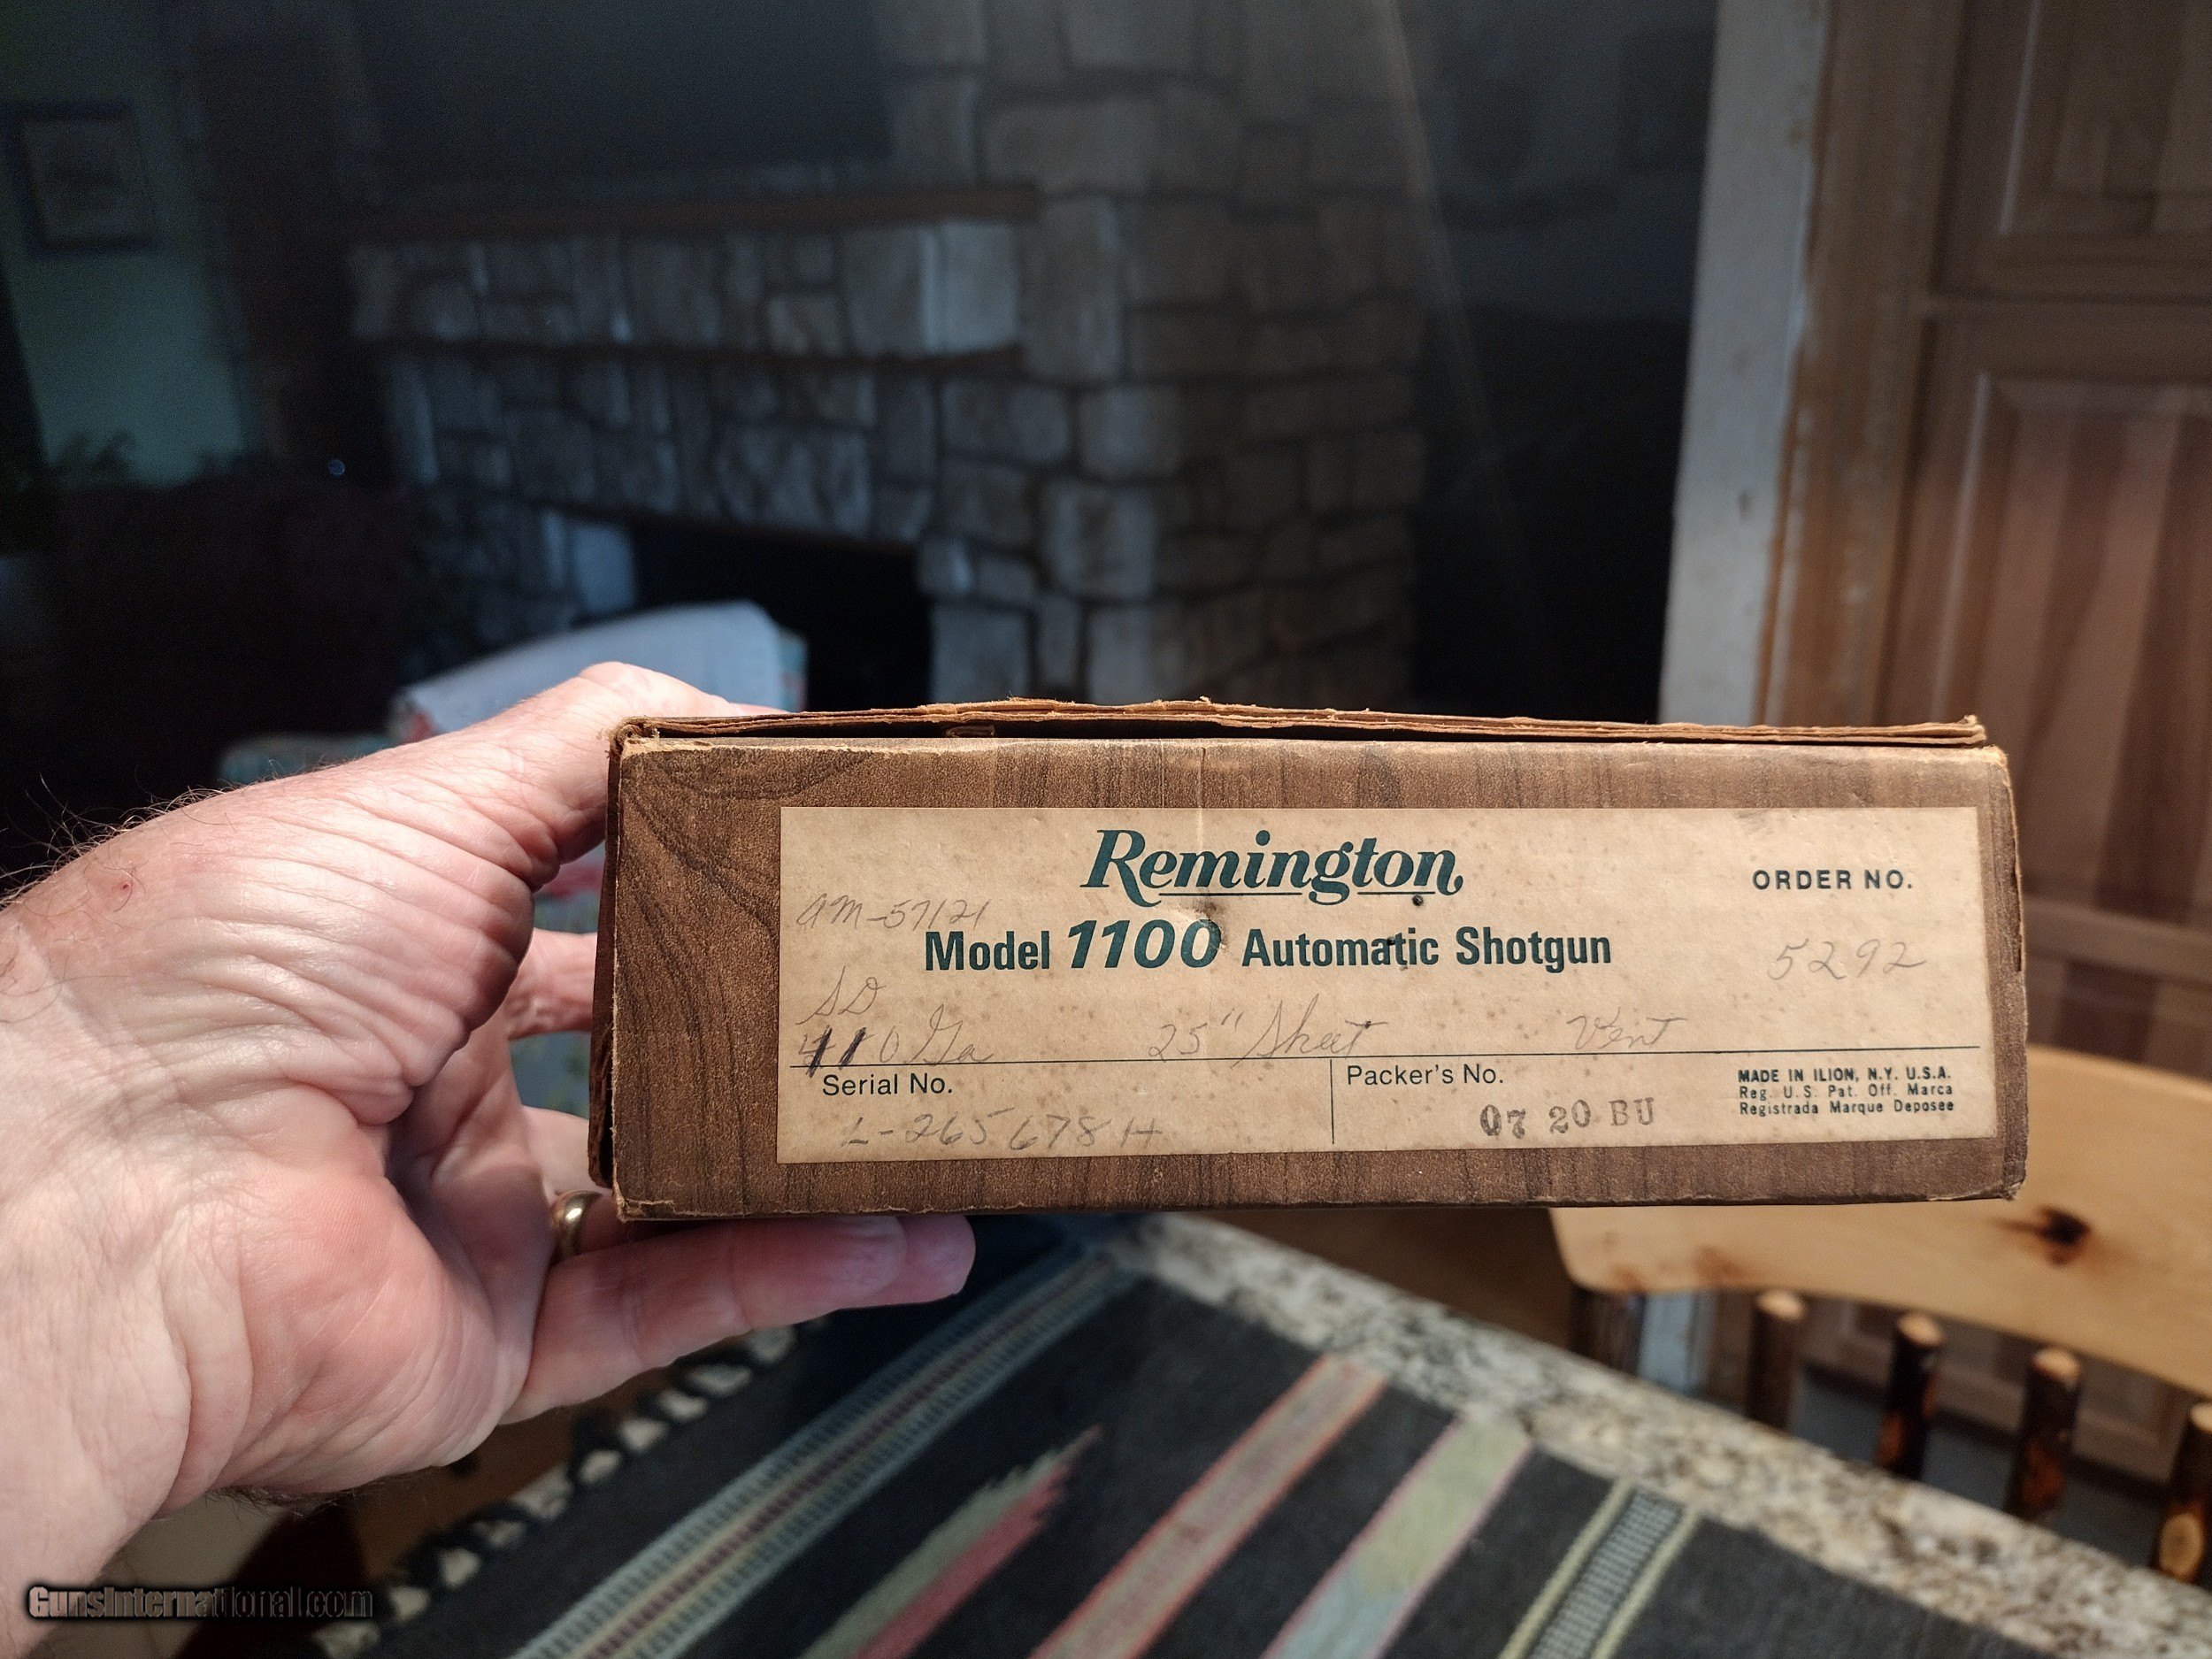 Remington
ORDER NO.
AM-57121
Model 1100 Automatic Shotgun
5292
SD
410 Ga 25" Skeet Vent
Serial No.
Packer's No.
MADE IN ILION, N.Y. U.S.A.
Reg. U.S. Pat. Off. Marca
Registrada Marque Deposee
L-265678H
07 20 BU
GunsInternational.com